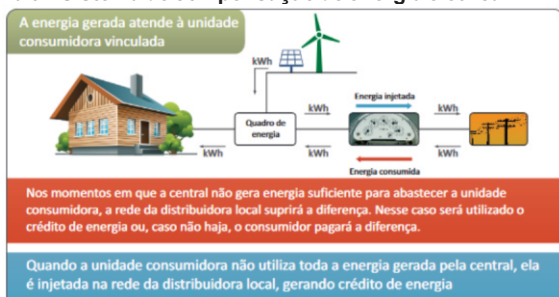 A energia gerada atende à unidade
consumidora vinculada
kWh
kWh
kWh
Energia injetada
Quadro de
energia
kWh
kWh
kWh
Energia consumida
Nos momentos em que a central não gera energia suficiente para abastecer a unidade
consumidora, a rede da distribuidora local suprirá a diferença. Nesse caso será utilizado o
crédito de energia ou, caso não haja, o consumidor pagará a diferença.
Quando a unidade consumidora não utiliza toda a energia gerada pela central, ela
é injetada na rede da distribuidora local, gerando crédito de energia